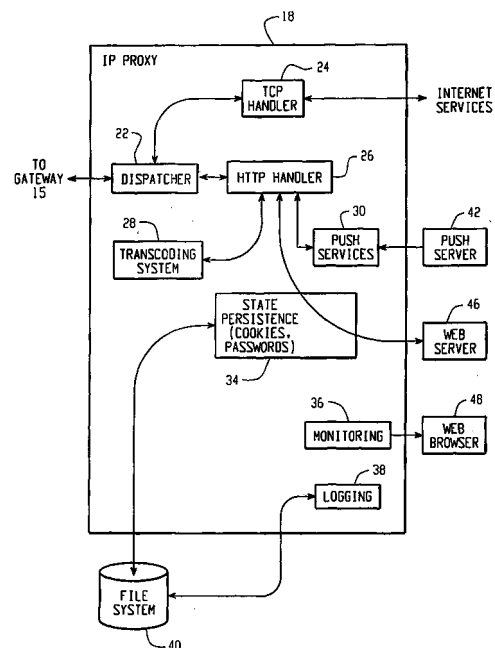 18
IP PROXY
24
TCP
HANDLER
INTERNET
SERVICES
22
26
TO
GATEWAY
15
DISPATCHER
HTTP HANDLER
28
30
42
TRANSCODING
SYSTEM
PUSH
SERVICES
PUSH
SERVER
STATE
PERSISTENCE
(COOKIES,
PASSWORDS)
46
WEB
SERVER
34
36
48
MONITORING
WEB
BROWSER
38
LOGGING
FILE
SYSTEM
40